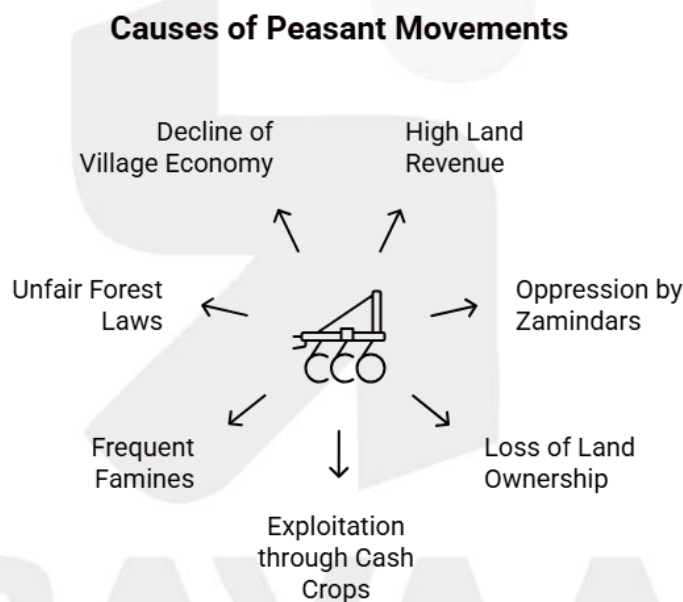 Causes of Peasant Movements
Decline of
Village Economy
High Land
Revenue
Unfair Forest
Laws
Oppression by
Zamindars
Frequent
Famines
Loss of Land
Ownership
Exploitation
through Cash
Crops